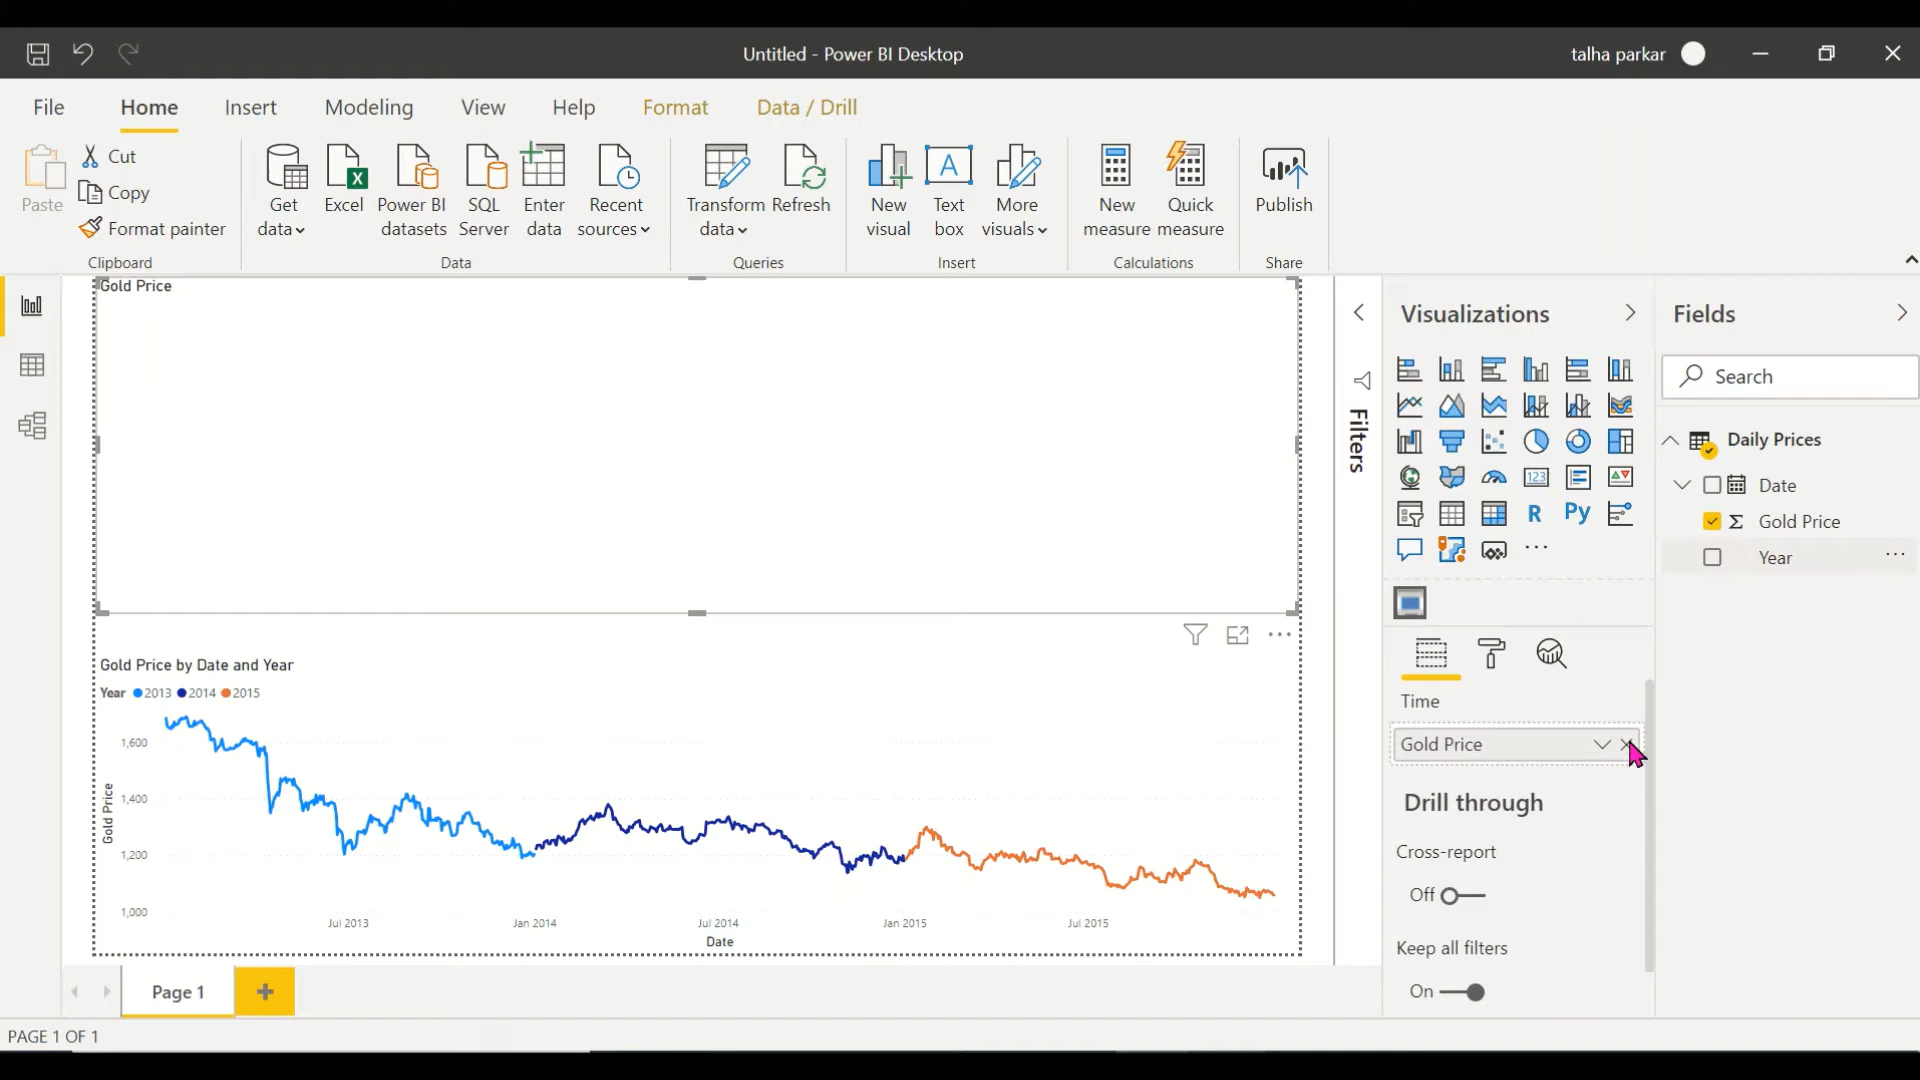 Untitled - Power BI Desktop
talha parkar
File
Home
Insert
Modeling
View
Help
Format
Data / Drill
Paste
Cut
Copy
Format painter
Clipboard
Get data
Excel
Power BI datasets
SQL Server
Enter data
Recent sources
Data
Transform data
Refresh
Queries
New visual
Text box
More visuals
Insert
New measure
Quick measure
Calculations
Publish
Share
Gold Price
Gold Price by Date and Year
Year 2013 2014 2015
1,600
1,400
1,200
1,000
Gold Price
Jul 2013
Jan 2014
Jul 2014
Jan 2015
Jul 2015
Date
Filters
Visualizations
123
R
Py
Time
Gold Price
Drill through
Cross-report
Off
Keep all filters
On
Fields
Search
Daily Prices
Date
Gold Price
Year
Page 1
PAGE 1 OF 1